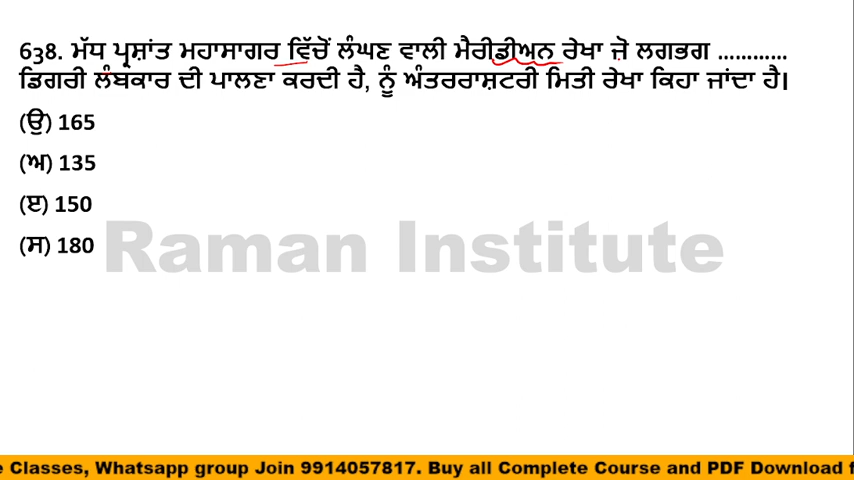 638. ਮੱਧ ਪ੍ਰਸ਼ਾਂਤ ਮਹਾਸਾਗਰ ਵਿੱਚੋਂ ਲੰਘਣ ਵਾਲੀ ਮੈਰੀਡੀਅਨ ਰੇਖਾ ਜੋ ਲਗਭਗ ............
ਡਿਗਰੀ ਲੰਬਕਾਰ ਦੀ ਪਾਲਣਾ ਕਰਦੀ ਹੈ, ਨੂੰ ਅੰਤਰਰਾਸ਼ਟਰੀ ਮਿਤੀ ਰੇਖਾ ਕਿਹਾ ਜਾਂਦਾ ਹੈ।
(ਉ) 165
(ਅ) 135
(ੲ) 150
(ਸ) 180
Raman Institute
e Classes, Whatsapp group Join 9914057817. Buy all Complete Course and PDF Download f